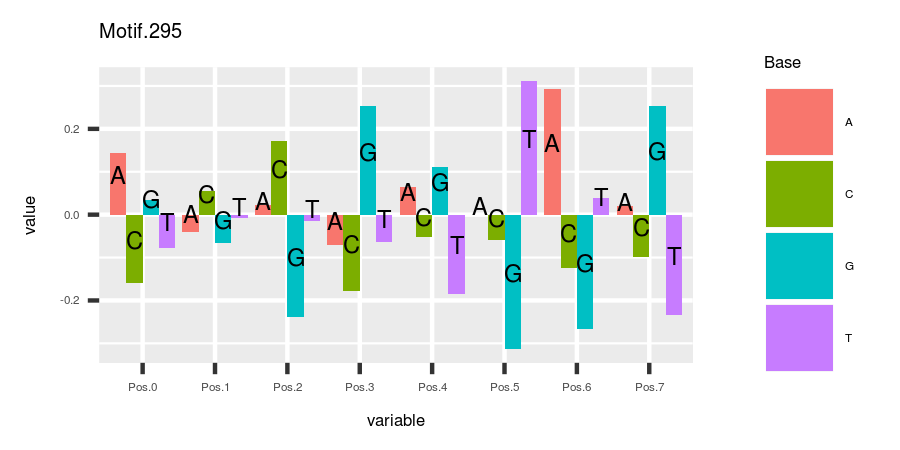 Motif.295
value
0.2
0.0
-0.2
A C G T A C G T A C G T A C G T A C G T A C G T A C G T A C G T
Pos.0 Pos.1 Pos.2 Pos.3 Pos.4 Pos.5 Pos.6 Pos.7
variable
Base
A
C
G
T